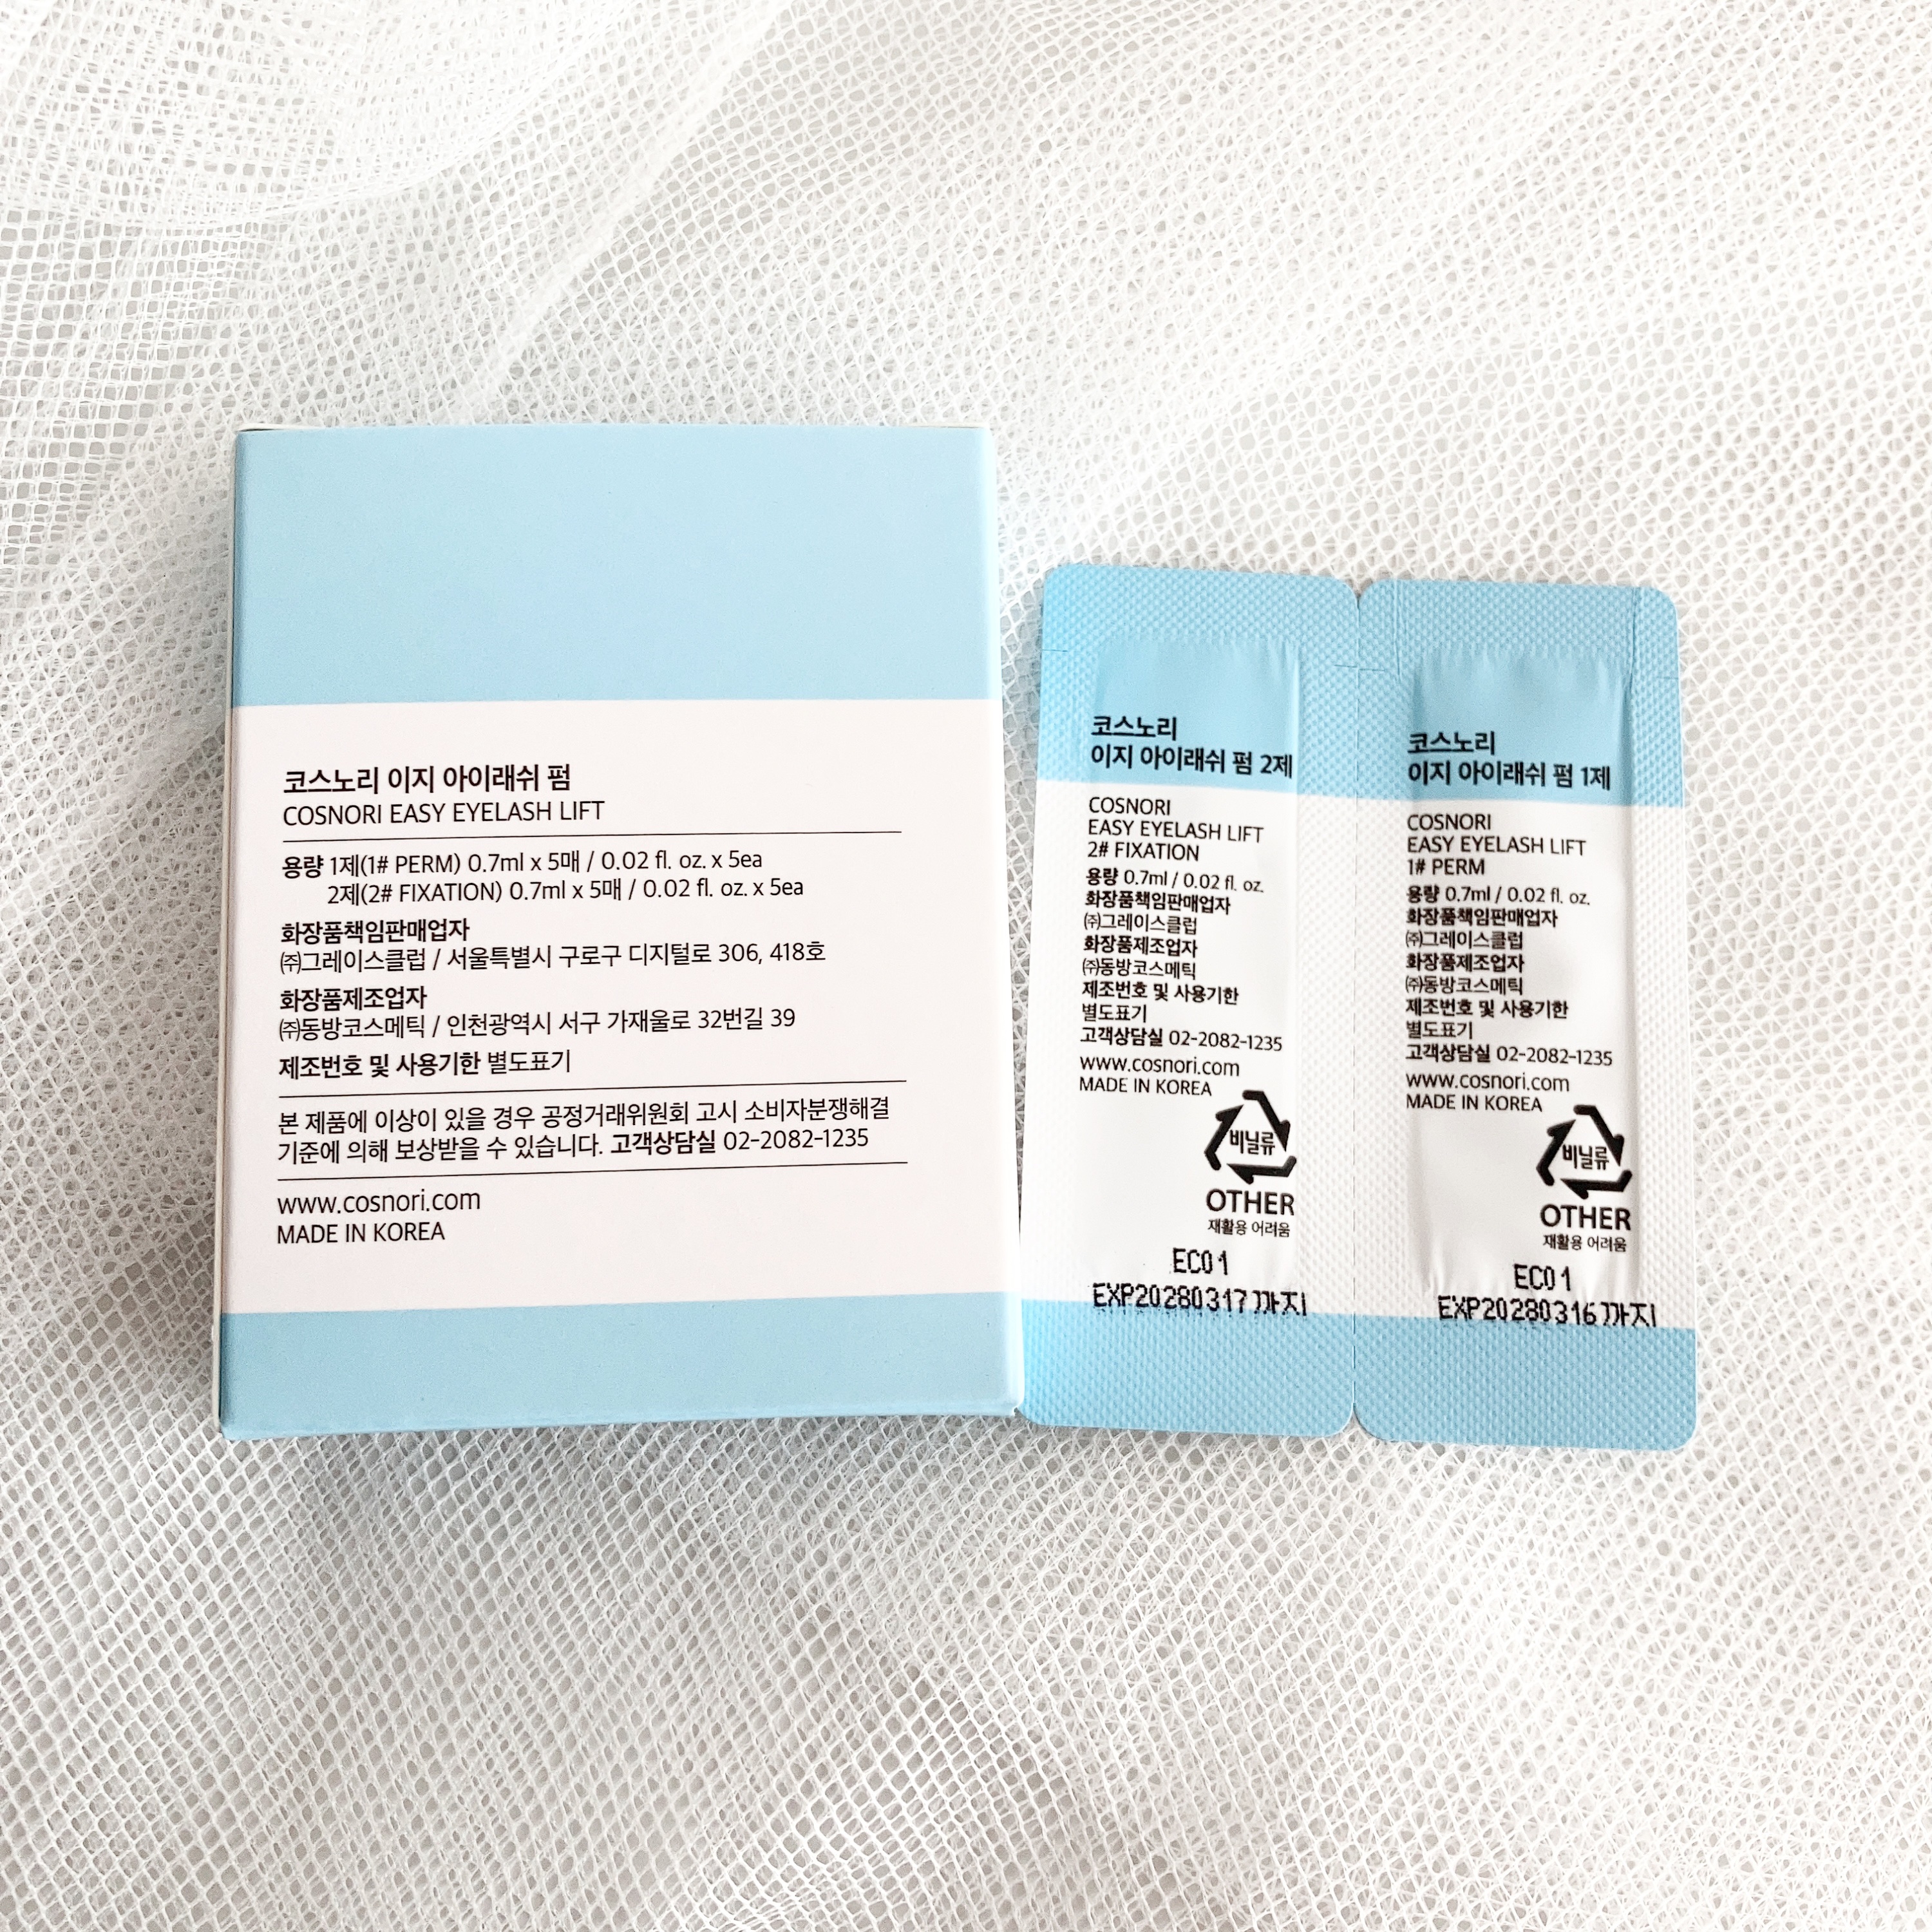 코스노리 이지 아이래쉬 펌
COSNORI EASY EYELASH LIFT
용량 1제(1# PERM) 0.7ml x 5매 / 0.02 fl. oz. x 5ea
2제(2# FIXATION) 0.7ml x 5매 / 0.02 fl. oz. x 5ea
화장품책임판매업자
㈜그레이스클럽 / 서울특별시 구로구 디지털로 306, 418호
화장품제조업자
㈜동방코스메틱 / 인천광역시 서구 가재울로 32번길 39
제조번호 및 사용기한 별도표기
본 제품에 이상이 있을 경우 공정거래위원회 고시 소비자분쟁해결
기준에 의해 보상받을 수 있습니다. 고객상담실 02-2082-1235
www.cosnori.com
MADE IN KOREA
코스노리
이지 아이래쉬 펌 2제
COSNORI
EASY EYELASH LIFT
2# FIXATION
용량 0.7ml / 0.02 fl. oz.
화장품책임판매업자
㈜그레이스클럽
화장품제조업자
㈜동방코스메틱
제조번호 및 사용기한
별도표기
고객상담실 02-2082-1235
www.cosnori.com
MADE IN KOREA
비닐류
OTHER
재활용 어려움
EC01
EXP20280317까지
코스노리
이지 아이래쉬 펌 1제
COSNORI
EASY EYELASH LIFT
1# PERM
용량 0.7ml / 0.02 fl. oz.
화장품책임판매업자
㈜그레이스클럽
화장품제조업자
㈜동방코스메틱
제조번호 및 사용기한
별도표기
고객상담실 02-2082-1235
www.cosnori.com
MADE IN KOREA
비닐류
OTHER
재활용 어려움
EC01
EXP20280316까지